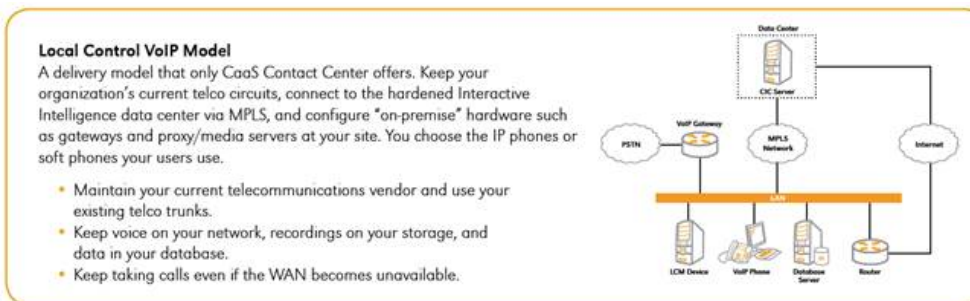 Local Control VoIP Model
A delivery model that only CaaS Contact Center offers. Keep your
organization's current telco circuits, connect to the hardened Interactive
Intelligence data center via MPLS, and configure "on-premise" hardware such
as gateways and proxy/media servers at your site. You choose the IP phones or
soft phones your users use.
• Maintain your current telecommunications vendor and use your
existing telco trunks.
• Keep voice on your network, recordings on your storage, and
data in your database.
• Keep taking calls even if the WAN becomes unavailable.
Data Center
CIC Server
VoIP Gateway
PSTN
MPLS
Network
Internet
LAN
LCM Device
VoIP Phone
Database
Server
Router